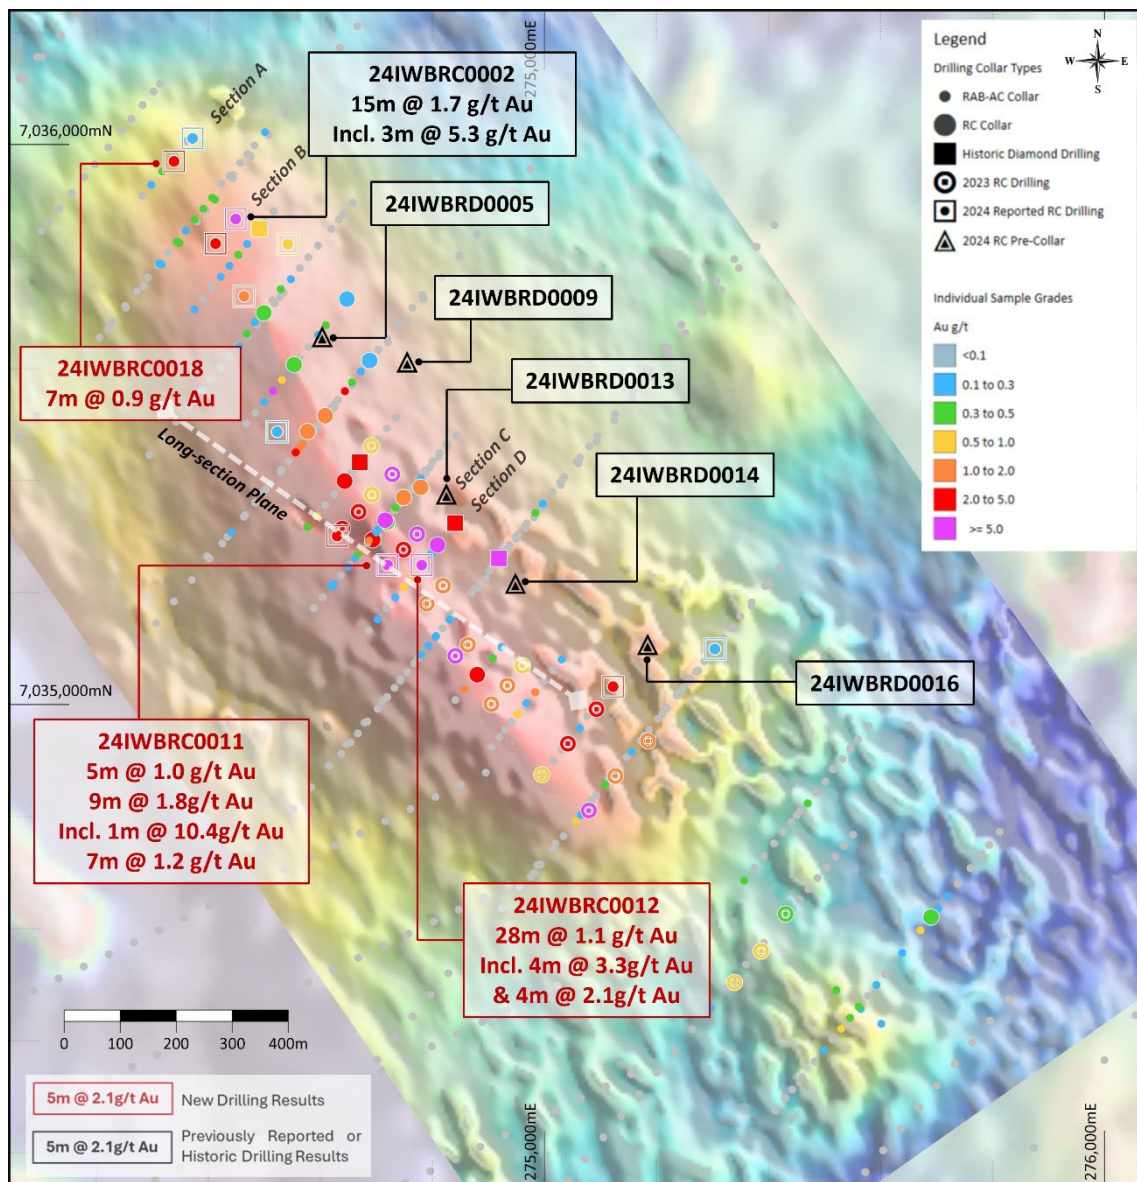 275,000mE
Legend
Drilling Collar Types
RAB-AC Collar
RC Collar
Historic Diamond Drilling
2023 RC Drilling
2024 Reported RC Drilling
2024 RC Pre-Collar
Individual Sample Grades
Au g/t
<0.1
0.1 to 0.3
0.3 to 0.5
0.5 to 1.0
1.0 to 2.0
2.0 to 5.0
>= 5.0
N
W
E
S
7,036,000mN
Section A
Section B
24IWBRC0002
15m @ 1.7 g/t Au
Incl. 3m @ 5.3 g/t Au
24IWBRD0005
24IWBRD0009
24IWBRD0013
24IWBRC0018
7m @ 0.9 g/t Au
Long-section Plane
Section C
Section D
24IWBRD0014
24IWBRD0016
7,035,000mN
24IWBRC0011
5m @ 1.0 g/t Au
9m @ 1.8g/t Au
Incl. 1m @ 10.4g/t Au
7m @ 1.2 g/t Au
24IWBRC0012
28m @ 1.1 g/t Au
Incl. 4m @ 3.3g/t Au
& 4m @ 2.1g/t Au
0 100 200 300 400m
5m @ 2.1g/t Au New Drilling Results
5m @ 2.1g/t Au Previously Reported or
Historic Drilling Results
275,000mE
276,000mE